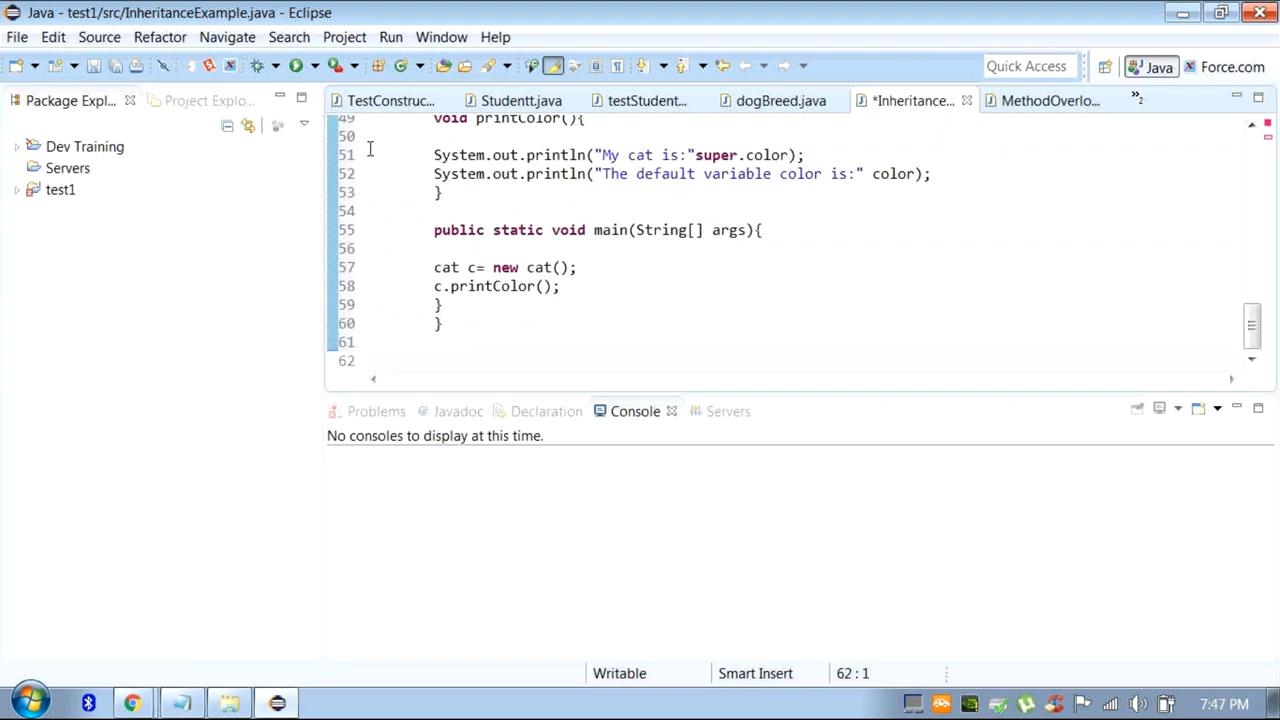 Java - test1/src/InheritanceExample.java - Eclipse
File Edit Source Refactor Navigate Search Project Run Window Help
Quick Access Java Force.com
Package Expl... Project Explo...
TestConstruc... Studentt.java testStudent... dogBreed.java *Inheritance... MethodOverlo... »2
Dev Training
Servers
test1
49 void printColor(){
50
51 System.out.println("My cat is:"super.color);
52 System.out.println("The default variable color is:" color);
53 }
54
55 public static void main(String[] args){
56
57 cat c= new cat();
58 c.printColor();
59 }
60 }
61
62
Problems @ Javadoc Declaration Console Servers
No consoles to display at this time.
Writable Smart Insert 62 : 1
7:47 PM